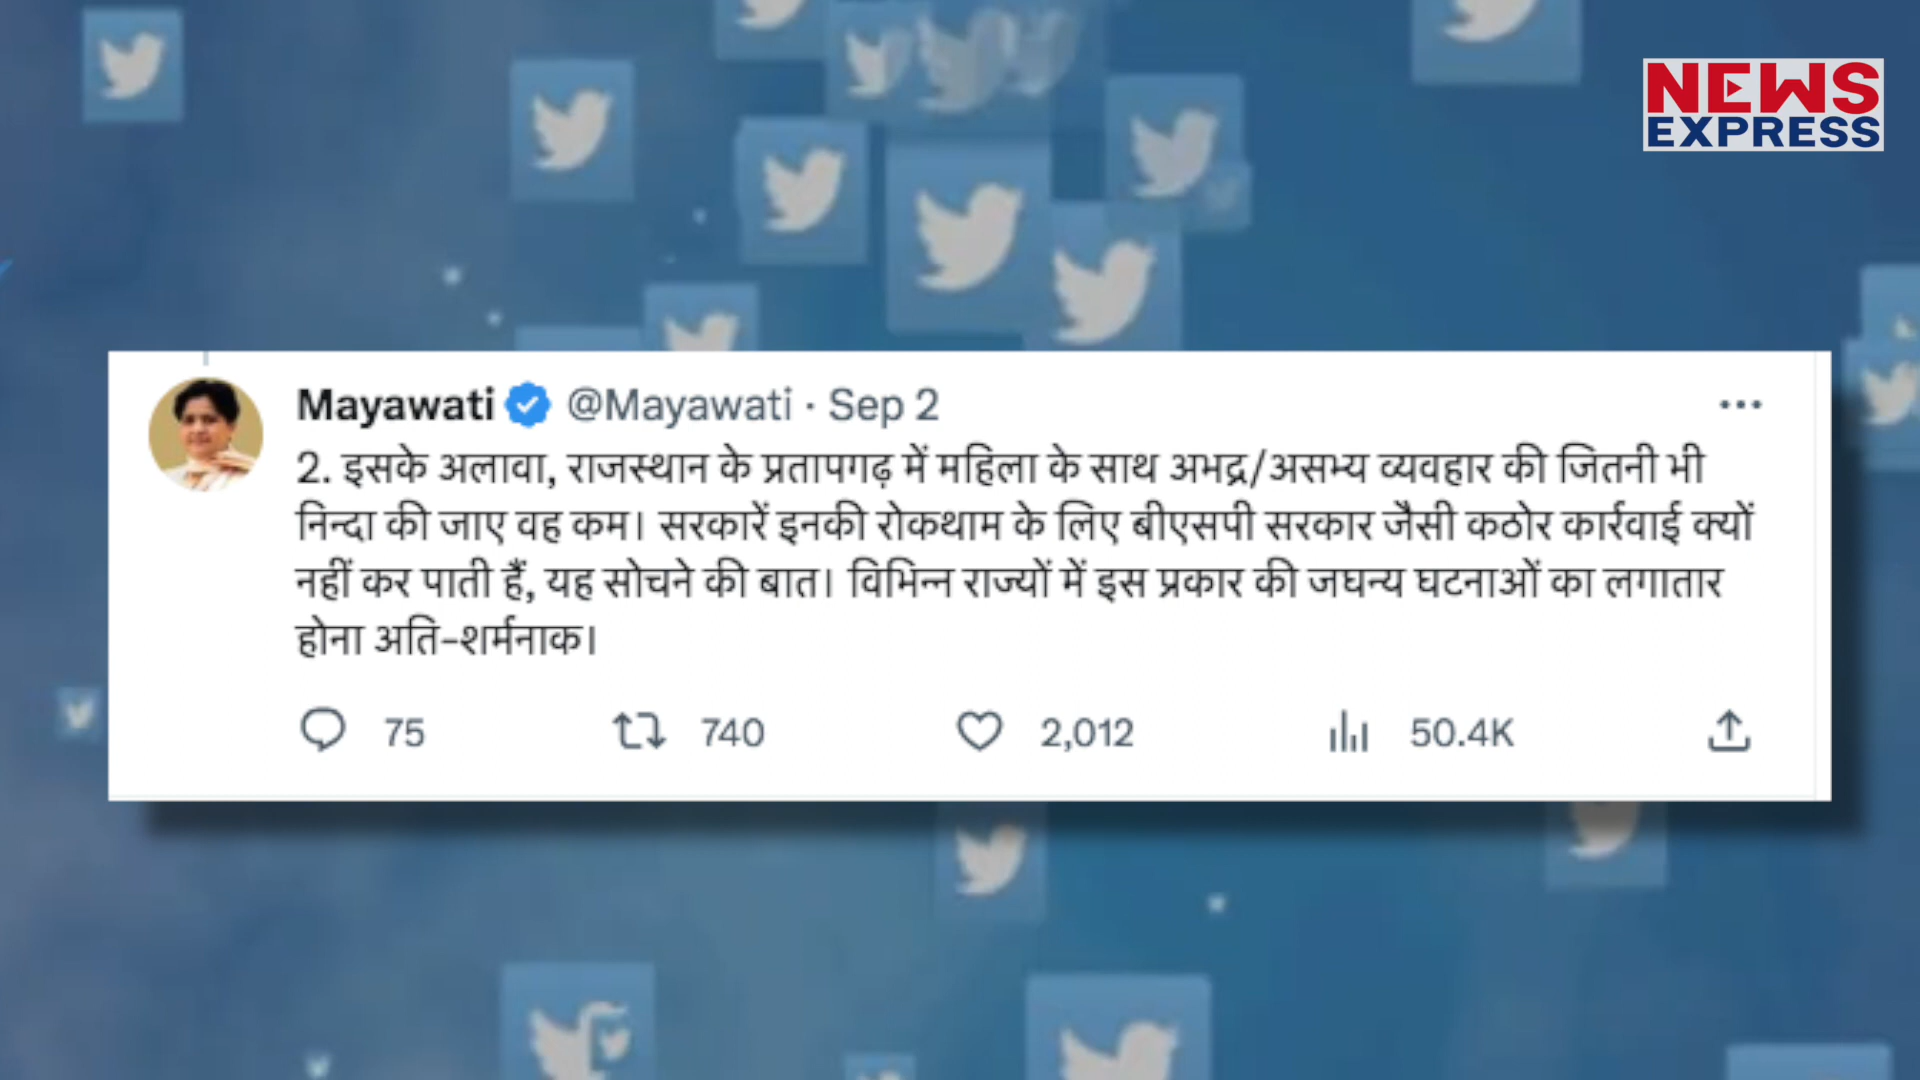 NEWS
EXPRESS
Mayawati @Mayawati · Sep 2
2. इसके अलावा, राजस्थान के प्रतापगढ़ में महिला के साथ अभद्र/असभ्य व्यवहार की जितनी भी
निन्दा की जाए वह कम। सरकारें इनकी रोकथाम के लिए बीएसपी सरकार जैसी कठोर कार्रवाई क्यों
नहीं कर पाती हैं, यह सोचने की बात। विभिन्न राज्यों में इस प्रकार की जघन्य घटनाओं का लगातार
होना अति-शर्मनाक।
75 740 2,012 50.4K